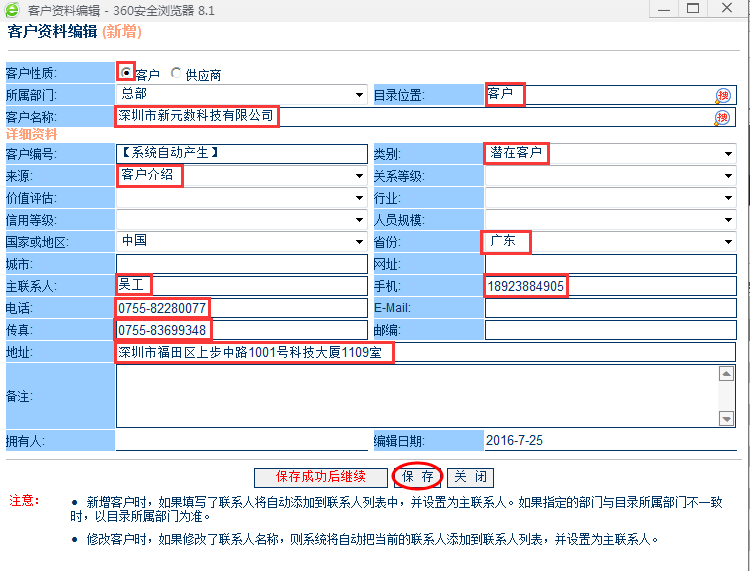 客户资料编辑 - 360安全浏览器 8.1
客户资料编辑 (新增)
客户性质: 客户 供应商
所属部门: 总部 目录位置: 客户 搜
客户名称: 深圳市新元数科技有限公司 搜
详细资料
客户编号: 【系统自动产生】 类别: 潜在客户
来源: 客户介绍 关系等级:
价值评估: 行业:
信用等级: 人员规模:
国家或地区: 中国 省份: 广东
城市: 网址:
主联系人: 吴工 手机: 18923884905
电话: 0755-82280077 E-Mail:
传真: 0755-83699348 邮编:
地址: 深圳市福田区上步中路1001号科技大厦1109室
备注:
拥有人: 编辑日期: 2016-7-25
保存成功后继续 保 存 关 闭
注意: • 新增客户时，如果填写了联系人将自动添加到联系人列表中，并设置为主联系人。如果指定的部门与目录所属部门不一致
时，以目录所属部门为准。
• 修改客户时，如果修改了联系人名称，则系统将自动把当前的联系人添加到联系人列表，并设置为主联系人。